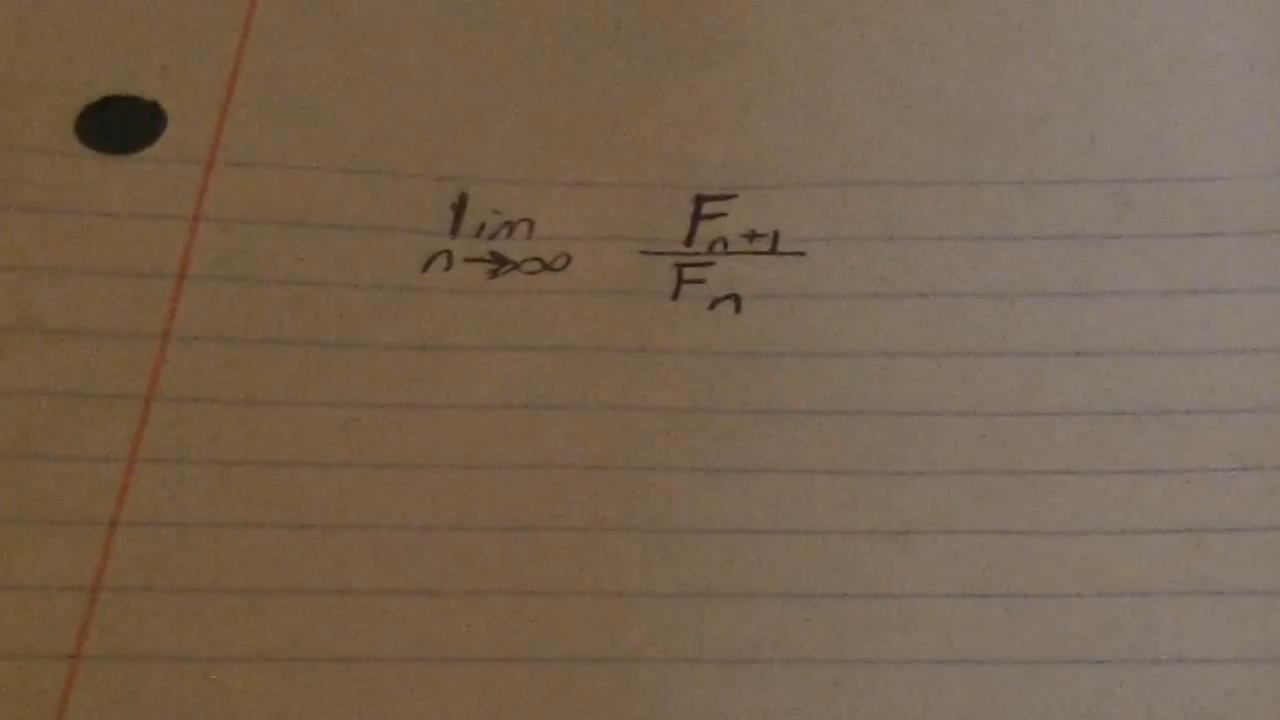 lim n→∞ F_{n+1} / F_n